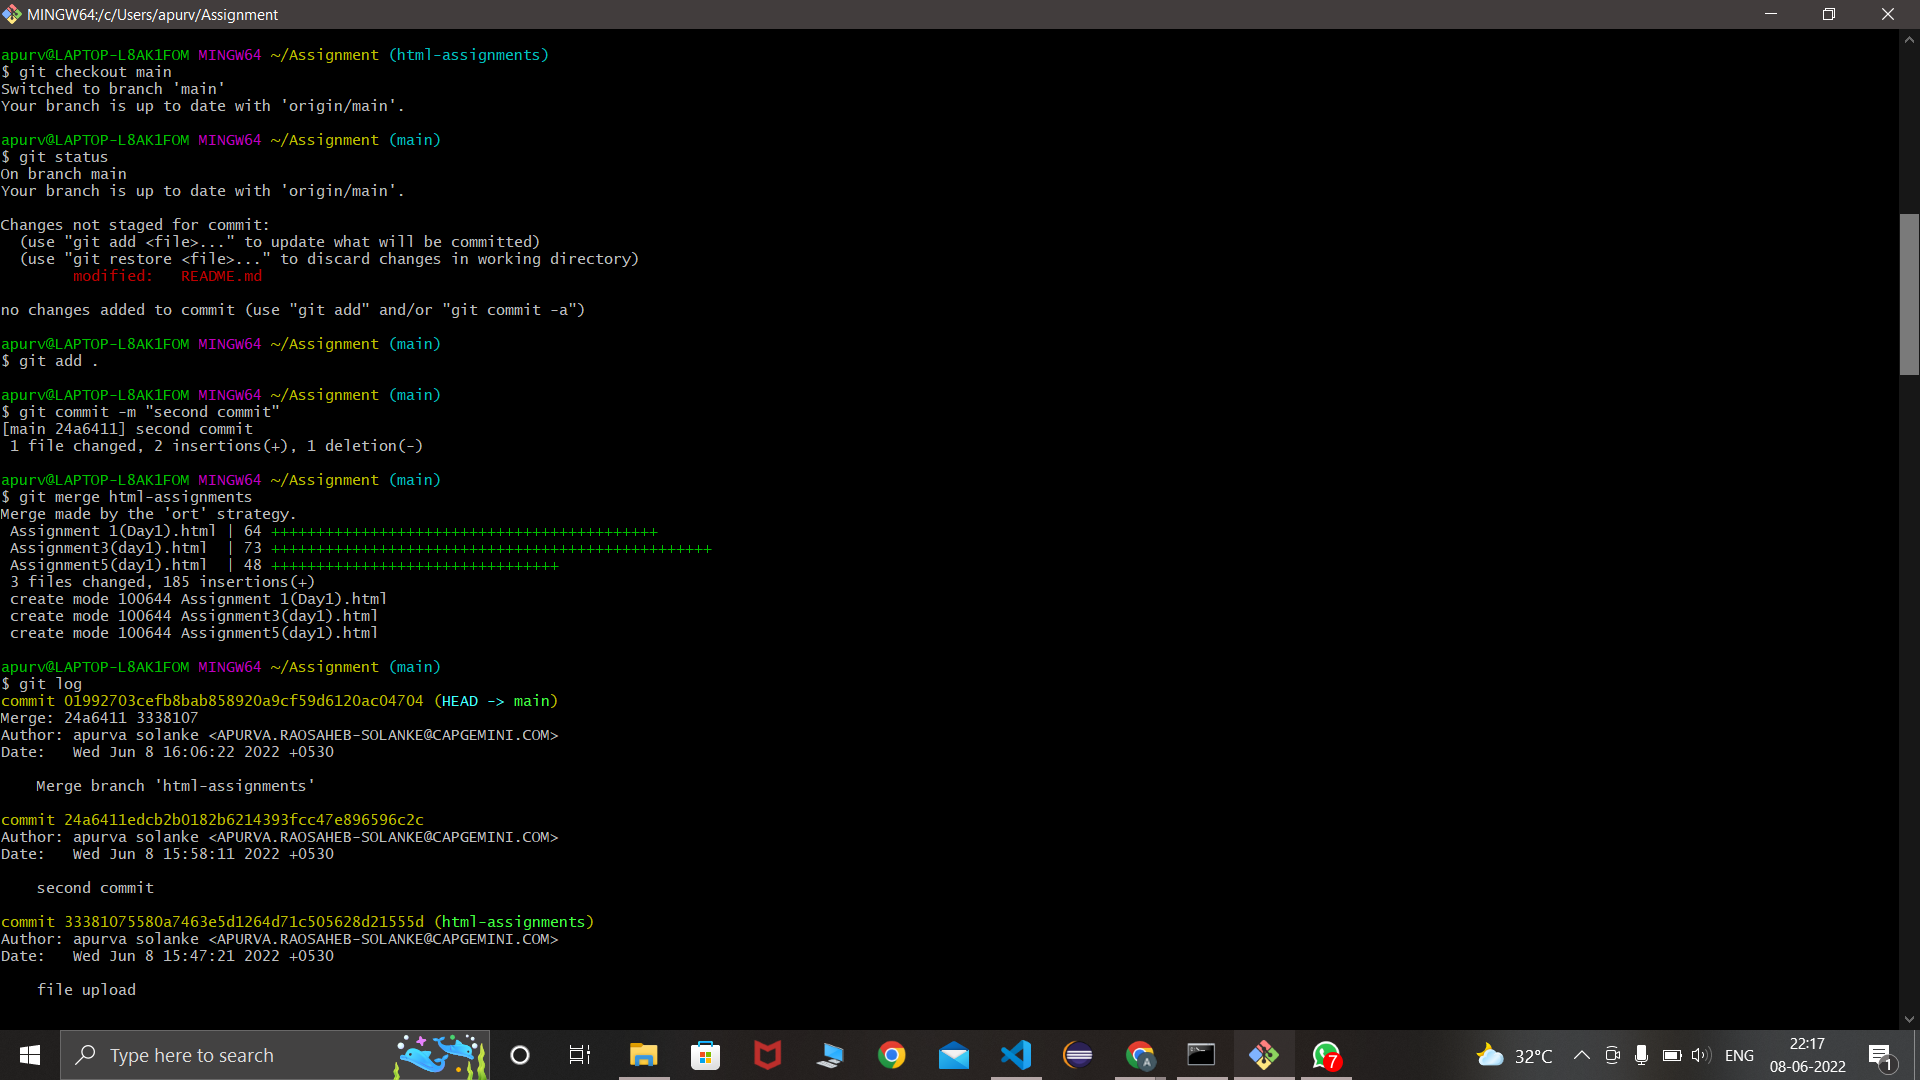 MINGW64:/c/Users/apurv/Assignment
apurv@LAPTOP-L8AK1FOM MINGW64 ~/Assignment (html-assignments)
$ git checkout main
Switched to branch 'main'
Your branch is up to date with 'origin/main'.
apurv@LAPTOP-L8AK1FOM MINGW64 ~/Assignment (main)
$ git status
On branch main
Your branch is up to date with 'origin/main'.
Changes not staged for commit:
  (use "git add <file>..." to update what will be committed)
  (use "git restore <file>..." to discard changes in working directory)
        modified:   README.md
no changes added to commit (use "git add" and/or "git commit -a")
apurv@LAPTOP-L8AK1FOM MINGW64 ~/Assignment (main)
$ git add .
apurv@LAPTOP-L8AK1FOM MINGW64 ~/Assignment (main)
$ git commit -m "second commit"
[main 24a6411] second commit
 1 file changed, 2 insertions(+), 1 deletion(-)
apurv@LAPTOP-L8AK1FOM MINGW64 ~/Assignment (main)
$ git merge html-assignments
Merge made by the 'ort' strategy.
 Assignment 1(Day1).html | 64 +++++++++++++++++++++++++++++++++++++++++++
 Assignment3(day1).html  | 73 +++++++++++++++++++++++++++++++++++++++++++++++++
 Assignment5(day1).html  | 48 ++++++++++++++++++++++++++++++++
 3 files changed, 185 insertions(+)
 create mode 100644 Assignment 1(Day1).html
 create mode 100644 Assignment3(day1).html
 create mode 100644 Assignment5(day1).html
apurv@LAPTOP-L8AK1FOM MINGW64 ~/Assignment (main)
$ git log
commit 01992703cefb8bab858920a9cf59d6120ac04704 (HEAD -> main)
Merge: 24a6411 3338107
Author: apurva solanke <APURVA.RAOSAHEB-SOLANKE@CAPGEMINI.COM>
Date:   Wed Jun 8 16:06:22 2022 +0530
    Merge branch 'html-assignments'
commit 24a6411edcb2b0182b6214393fcc47e896596c2c
Author: apurva solanke <APURVA.RAOSAHEB-SOLANKE@CAPGEMINI.COM>
Date:   Wed Jun 8 15:58:11 2022 +0530
    second commit
commit 33381075580a7463e5d1264d71c505628d21555d (html-assignments)
Author: apurva solanke <APURVA.RAOSAHEB-SOLANKE@CAPGEMINI.COM>
Date:   Wed Jun 8 15:47:21 2022 +0530
    file upload
Type here to search
A
7
32°C
ENG
22:17
08-06-2022
1